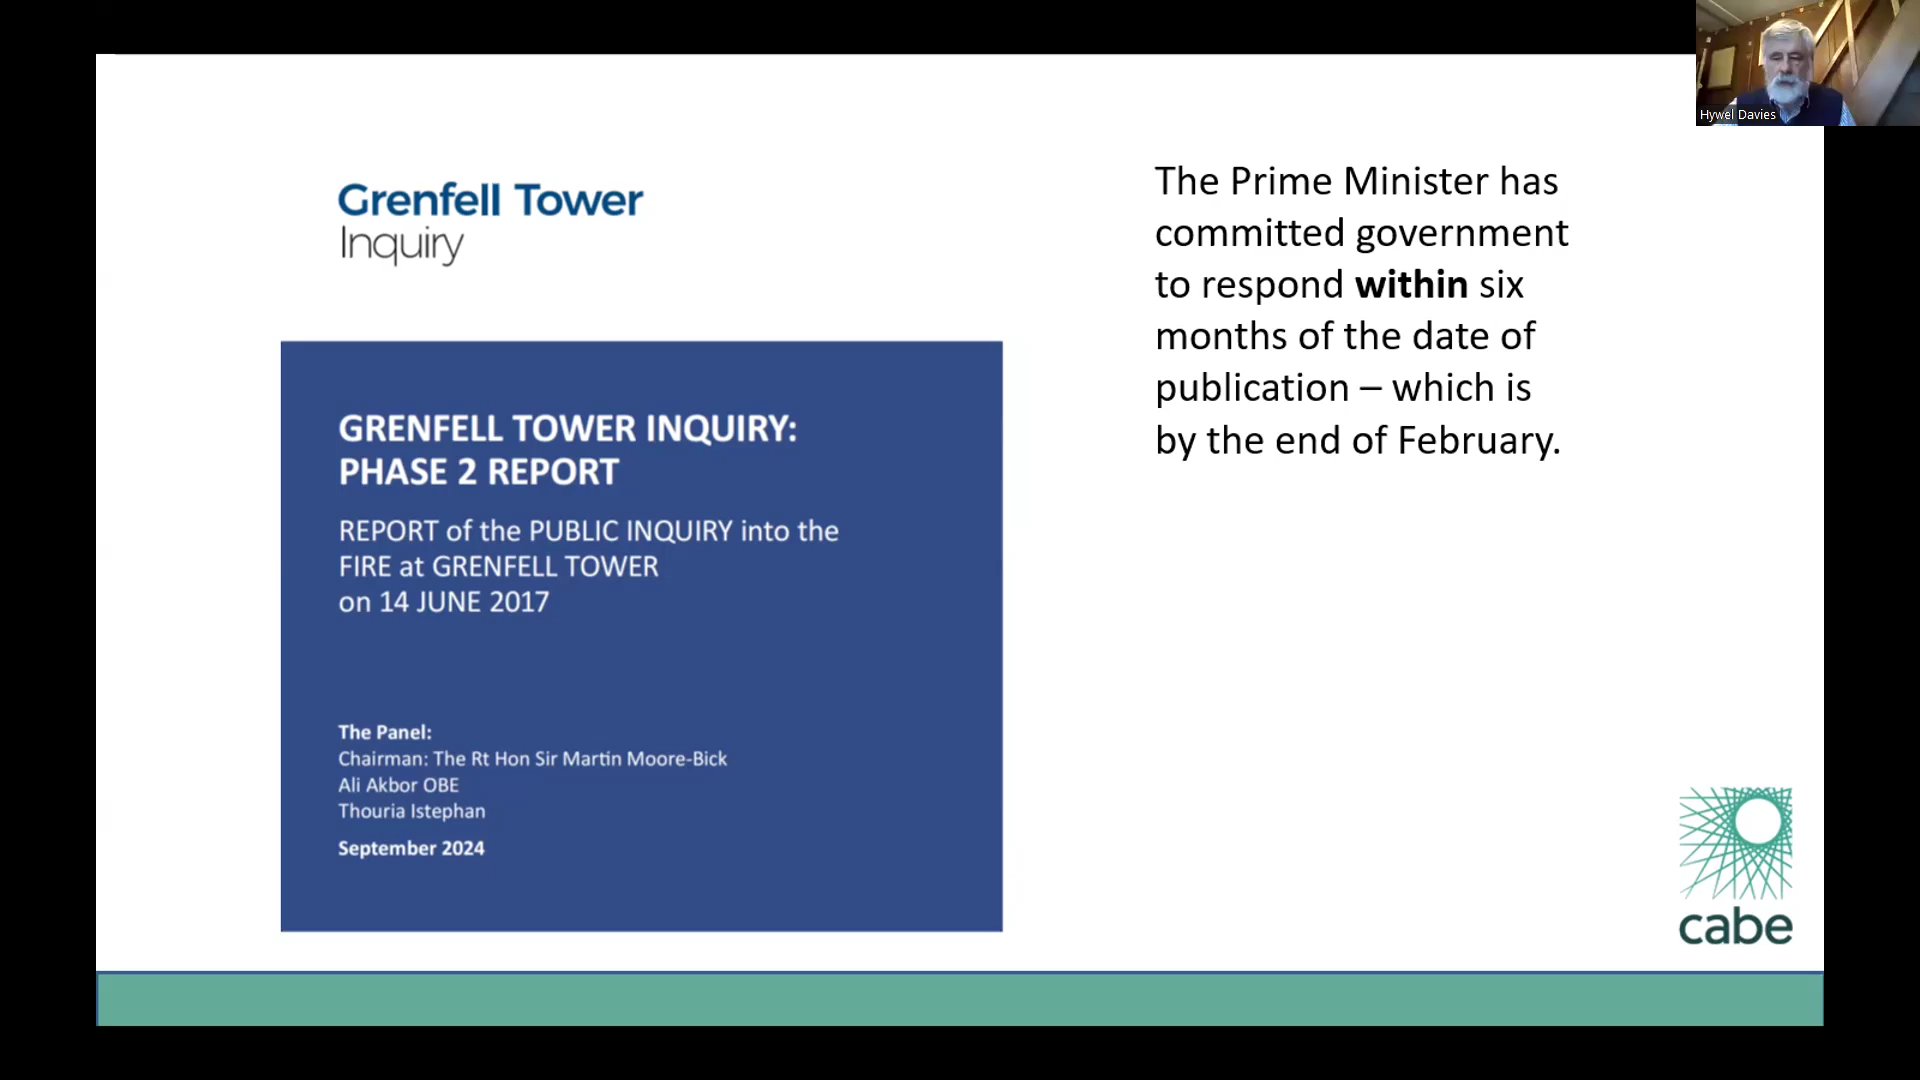 Hywel Davies
Grenfell Tower
Inquiry
GRENFELL TOWER INQUIRY:
PHASE 2 REPORT
REPORT of the PUBLIC INQUIRY into the
FIRE at GRENFELL TOWER
on 14 JUNE 2017
The Panel:
Chairman: The Rt Hon Sir Martin Moore-Bick
Ali Akbor OBE
Thouria Istephan
September 2024
The Prime Minister has
committed government
to respond within six
months of the date of
publication – which is
by the end of February.
cabe